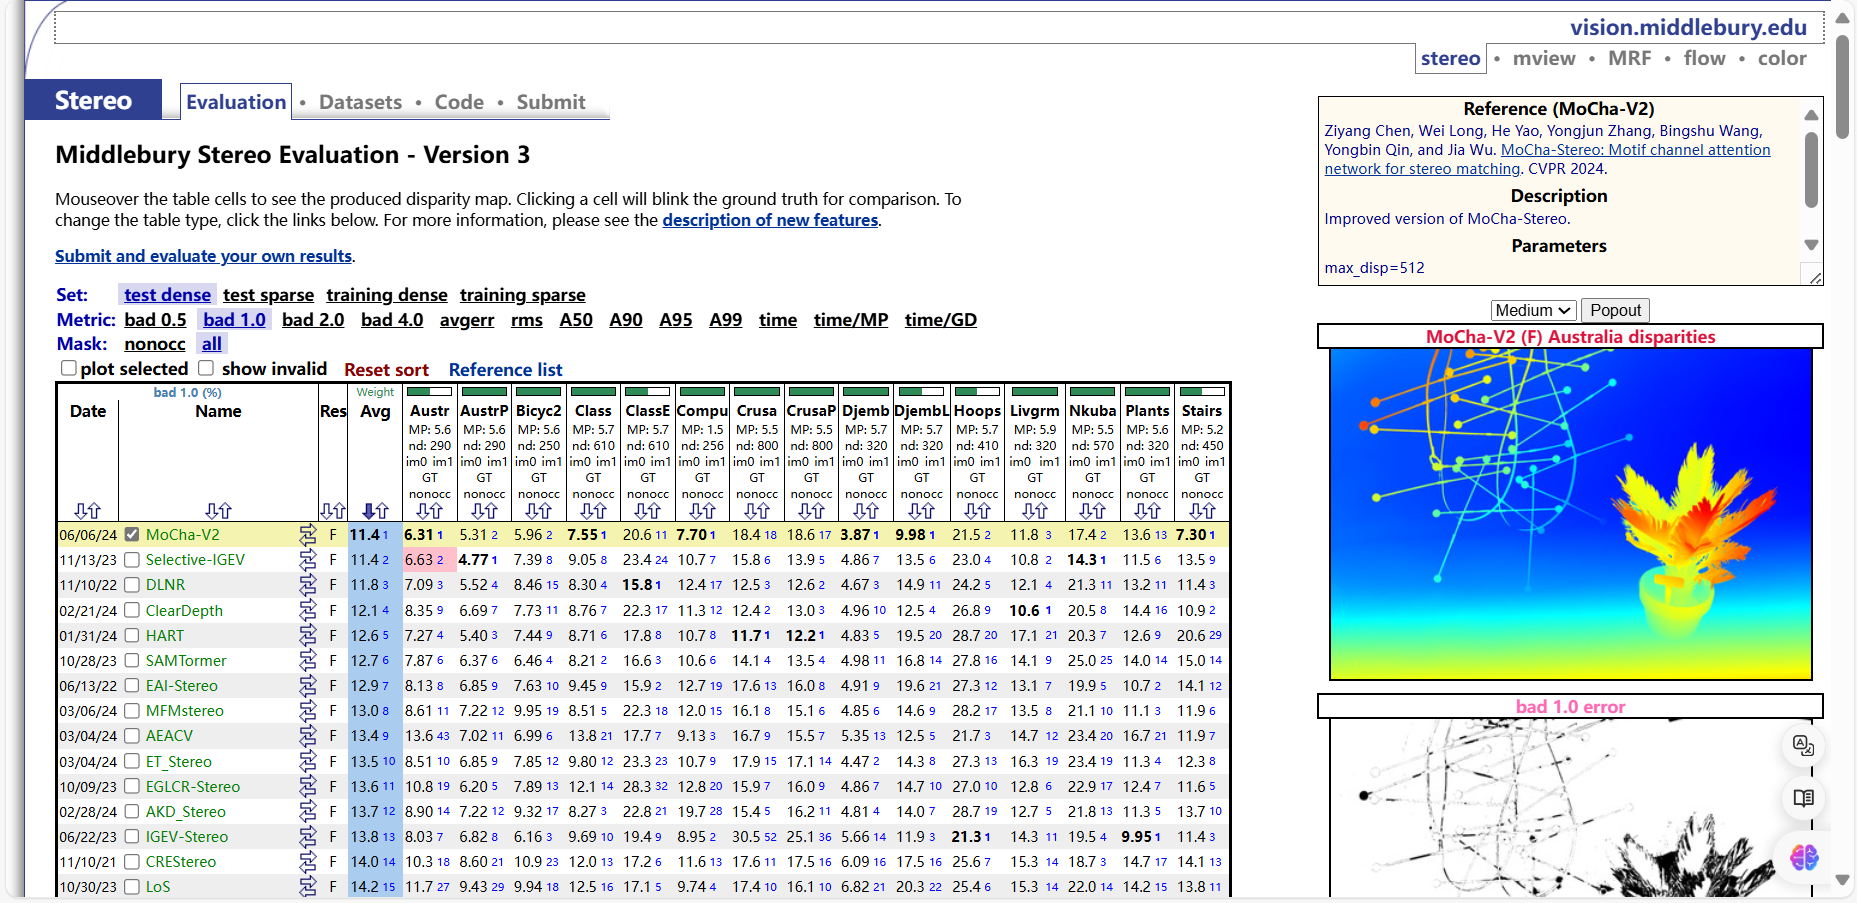 vision.middlebury.edu
stereo • mview • MRF • flow • color
Stereo Evaluation • Datasets • Code • Submit
Middlebury Stereo Evaluation - Version 3
Mouseover the table cells to see the produced disparity map. Clicking a cell will blink the ground truth for comparison. To
change the table type, click the links below. For more information, please see the description of new features.
Submit and evaluate your own results.
Set: test dense test sparse training dense training sparse
Metric: bad 0.5 bad 1.0 bad 2.0 bad 4.0 avgerr rms A50 A90 A95 A99 time time/MP time/GD
Mask: nonocc all
plot selected show invalid Reset sort Reference list
bad 1.0 (%) Weight
Date Name Res Avg Austr AustrP Bicyc2 Class ClassE Compu Crusa CrusaP Djemb DjembL Hoops Livgrm Nkuba Plants Stairs
MP: 5.6 MP: 5.6 MP: 5.6 MP: 5.7 MP: 5.7 MP: 1.5 MP: 5.5 MP: 5.5 MP: 5.7 MP: 5.7 MP: 5.7 MP: 5.9 MP: 5.5 MP: 5.6 MP: 5.2
nd: 290 nd: 290 nd: 250 nd: 610 nd: 610 nd: 256 nd: 800 nd: 800 nd: 320 nd: 320 nd: 410 nd: 320 nd: 570 nd: 320 nd: 450
im0 im1 im0 im1 im0 im1 im0 im1 im0 im1 im0 im1 im0 im1 im0 im1 im0 im1 im0 im1 im0 im1 im0 im1 im0 im1 im0 im1 im0 im1
GT GT GT GT GT GT GT GT GT GT GT GT GT GT GT
nonocc nonocc nonocc nonocc nonocc nonocc nonocc nonocc nonocc nonocc nonocc nonocc nonocc nonocc nonocc
06/06/24 MoCha-V2 F 11.4 1 6.31 1 5.31 2 5.96 2 7.55 1 20.6 11 7.70 1 18.4 18 18.6 17 3.87 1 9.98 1 21.5 2 11.8 3 17.4 2 13.6 13 7.30 1
11/13/23 Selective-IGEV F 11.4 2 6.63 2 4.77 1 7.39 8 9.05 8 23.4 24 10.7 7 15.8 6 13.9 5 4.86 7 13.5 6 23.0 4 10.8 2 14.3 1 11.5 6 13.5 9
11/10/22 DLNR F 11.8 3 7.09 3 5.52 4 8.46 15 8.30 4 15.8 1 12.4 17 12.5 3 12.6 2 4.67 3 14.9 11 24.2 5 12.1 4 21.3 11 13.2 11 11.4 3
02/21/24 ClearDepth F 12.1 4 8.35 9 6.69 7 7.73 11 8.76 7 22.3 17 11.3 12 12.4 2 13.0 3 4.96 10 12.5 4 26.8 9 10.6 1 20.5 8 14.4 16 10.9 2
01/31/24 HART F 12.6 5 7.27 4 5.40 3 7.44 9 8.71 6 17.8 8 10.7 8 11.7 1 12.2 1 4.83 5 19.5 20 28.7 20 17.1 21 20.3 7 12.6 9 20.6 29
10/28/23 SAMTormer F 12.7 6 7.87 6 6.37 6 6.46 4 8.21 2 16.6 3 10.6 6 14.1 4 13.5 4 4.98 11 16.8 14 27.8 16 14.1 9 25.0 25 14.0 14 15.0 14
06/13/22 EAI-Stereo F 12.9 7 8.13 8 6.85 9 7.63 10 9.45 9 15.9 2 12.7 19 17.6 13 16.0 8 4.91 9 19.6 21 27.3 12 13.1 7 19.9 5 10.7 2 14.1 12
03/06/24 MFMstereo F 13.0 8 8.61 11 7.22 12 9.95 19 8.51 5 22.3 18 12.0 15 16.1 8 15.1 6 4.85 6 14.6 9 28.2 17 13.5 8 21.1 10 11.1 3 11.9 6
03/04/24 AEACV F 13.4 9 13.6 43 7.02 11 6.99 6 13.8 21 17.7 7 9.13 3 16.7 9 15.5 7 5.35 13 12.5 5 21.7 3 14.7 12 23.4 20 16.7 21 11.9 7
03/04/24 ET_Stereo F 13.5 10 8.51 10 6.85 9 7.85 12 9.80 12 23.3 23 10.7 9 17.9 15 17.1 14 4.47 2 14.3 8 27.3 13 16.3 19 23.4 19 11.3 4 12.3 8
10/09/23 EGLCR-Stereo F 13.6 11 10.8 19 6.20 5 7.89 13 12.1 14 28.3 32 12.8 20 15.9 7 16.0 9 4.86 7 14.7 10 27.0 10 12.8 6 22.9 17 12.4 7 11.6 5
02/28/24 AKD_Stereo F 13.7 12 8.90 14 7.22 12 9.32 17 8.27 3 22.8 21 19.7 28 15.4 5 16.2 11 4.81 4 14.0 7 28.7 19 12.7 5 21.8 13 11.3 5 13.7 10
06/22/23 IGEV-Stereo F 13.8 13 8.03 7 6.82 8 6.16 3 9.69 10 19.4 9 8.95 2 30.5 52 25.1 36 5.66 14 11.9 3 21.3 1 14.3 11 19.5 4 9.95 1 11.4 3
11/10/21 CREStereo F 14.0 14 10.3 18 8.60 21 10.9 23 12.0 13 17.2 6 11.6 13 17.6 11 17.5 16 6.09 16 17.5 16 25.6 7 15.3 14 18.7 3 14.7 17 14.1 13
10/30/23 LoS F 14.2 15 11.7 27 9.43 29 9.94 18 12.5 16 17.1 5 9.74 4 17.4 10 16.1 10 6.82 21 20.3 22 25.4 6 15.3 14 22.0 14 14.2 15 13.8 11
Reference (MoCha-V2)
Ziyang Chen, Wei Long, He Yao, Yongjun Zhang, Bingshu Wang,
Yongbin Qin, and Jia Wu. MoCha-Stereo: Motif channel attention
network for stereo matching. CVPR 2024.
Description
Improved version of MoCha-Stereo.
Parameters
max_disp=512
Medium Popout
MoCha-V2 (F) Australia disparities
bad 1.0 error